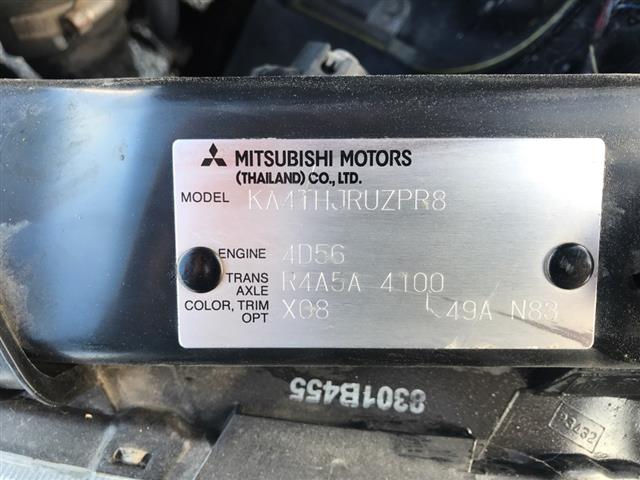 MITSUBISHI MOTORS
(THAILAND) CO., LTD.
MODEL KA4THJRUZPR8
ENGINE 4D56
TRANS AXLE R4A5A 4100
COLOR, TRIM OPT X08 49A N83
8301B455